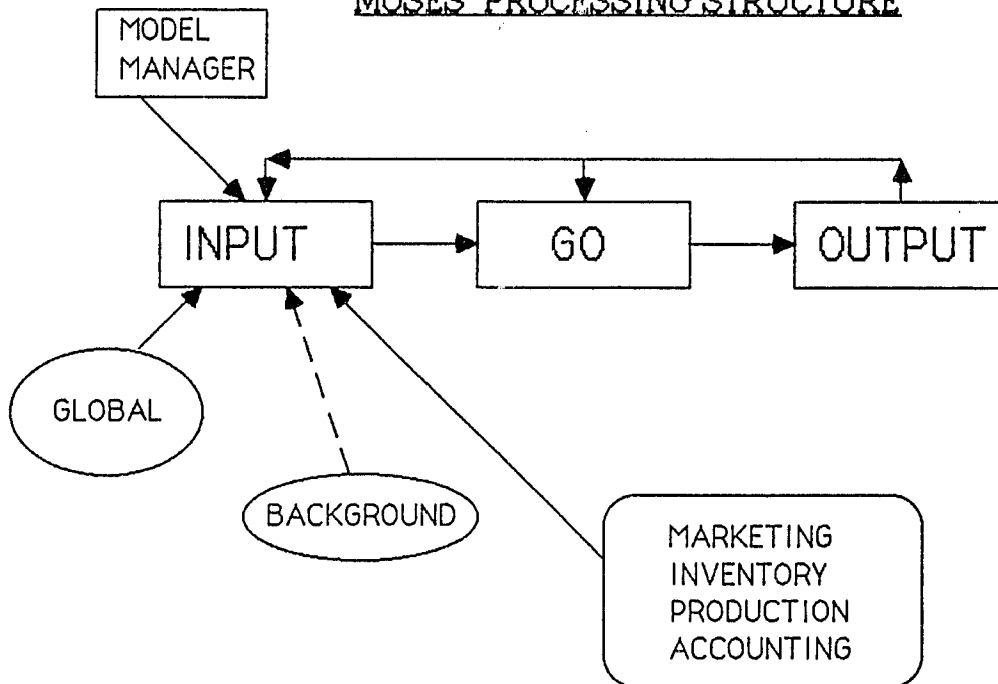 MOSES PROCESSING STRUCTURE
MODEL
MANAGER
INPUT
GO
OUTPUT
GLOBAL
BACKGROUND
MARKETING
INVENTORY
PRODUCTION
ACCOUNTING